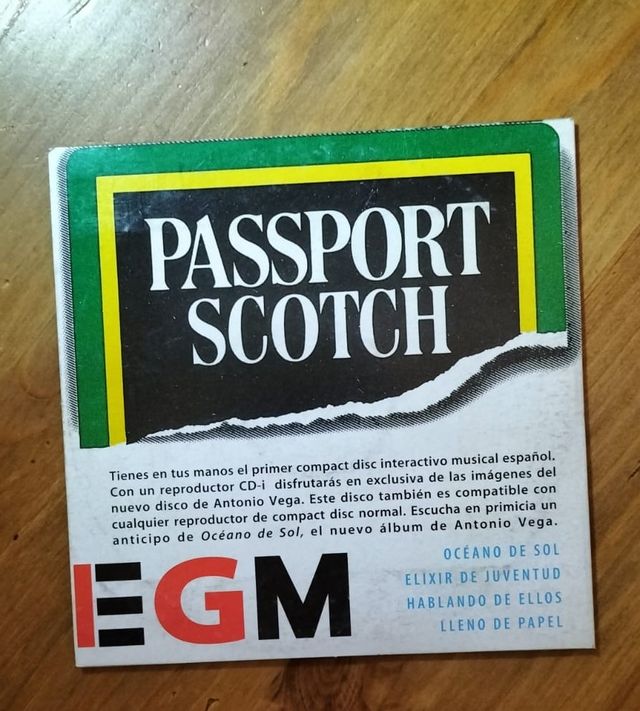 PASSPORT
SCOTCH
Tienes en tus manos el primer compact disc interactivo musical español.
Con un reproductor CD-i disfrutarás en exclusiva de las imágenes del
nuevo disco de Antonio Vega. Este disco también es compatible con
cualquier reproductor de compact disc normal. Escucha en primicia un
anticipo de Océano de Sol, el nuevo álbum de Antonio Vega.
EGM
OCÉANO DE SOL
ELIXIR DE JUVENTUD
HABLANDO DE ELLOS
LLENO DE PAPEL